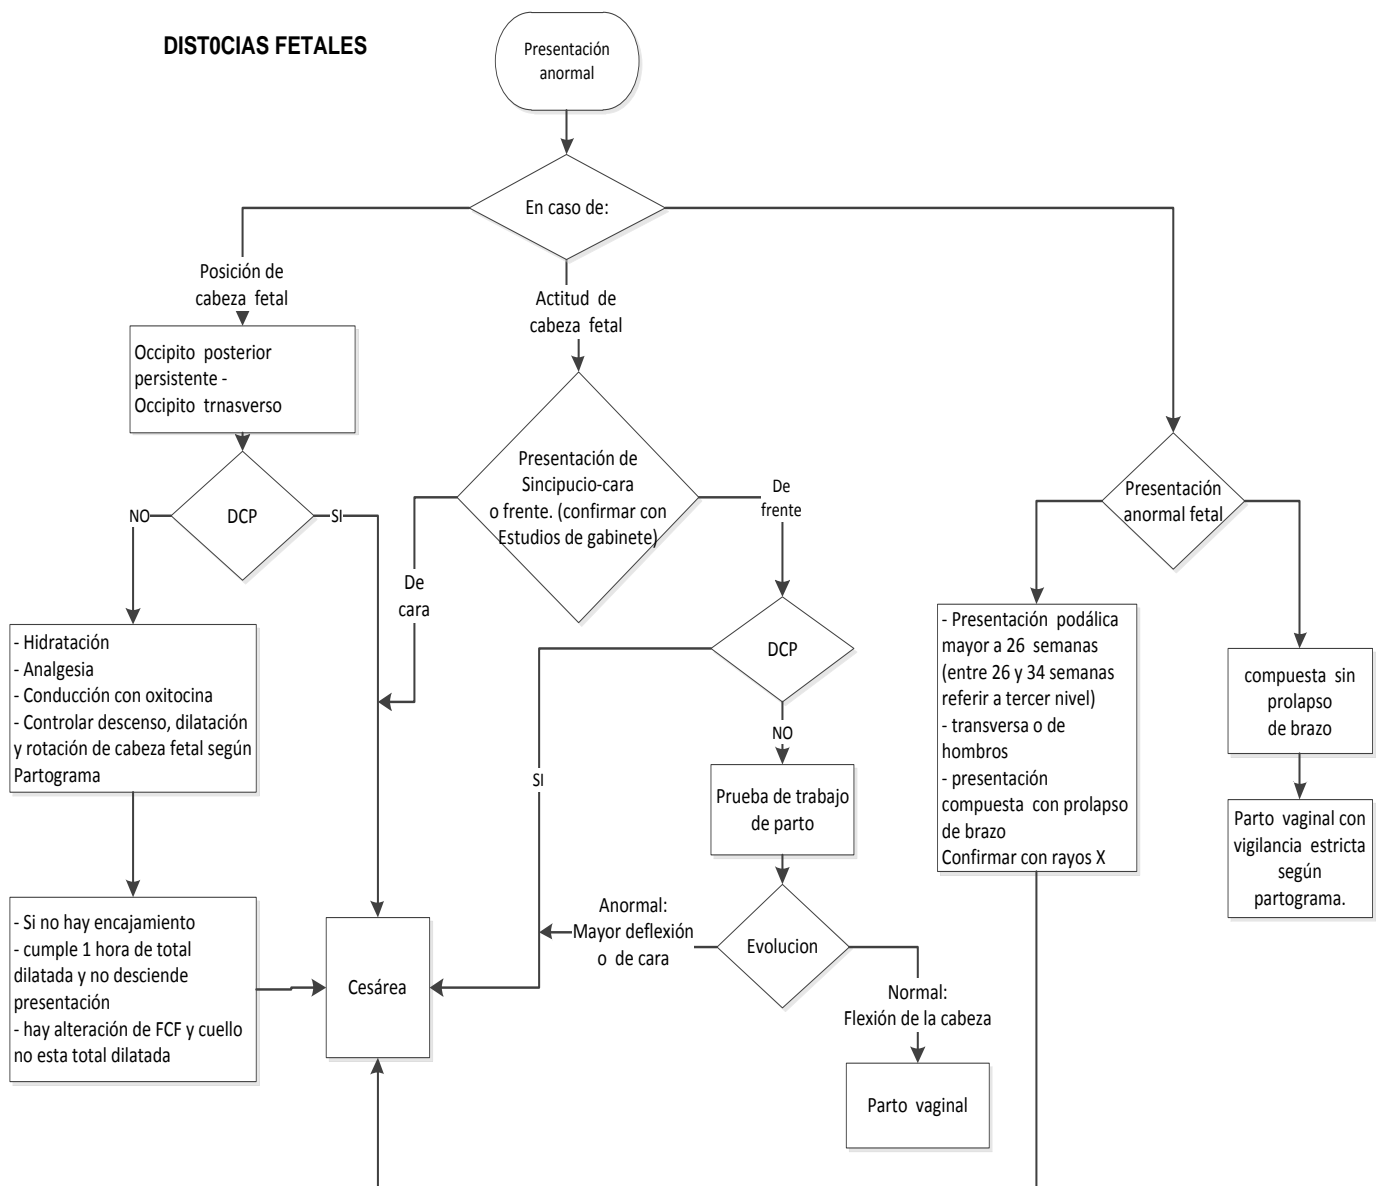 DIST0CIAS FETALES
Presentación
anormal
En caso de:
Posición de
cabeza fetal
Actitud de
cabeza fetal
Occipito posterior
persistente -
Occipito trnasverso
DCP
NO
SI
Presentación de
Sincipucio-cara
o frente. (confirmar con
Estudios de gabinete)
De
cara
De
frente
Presentación
anormal fetal
- Hidratación
- Analgesia
- Conducción con oxitocina
- Controlar descenso, dilatación
y rotación de cabeza fetal según
Partograma
DCP
NO
SI
- Presentación podálica
mayor a 26 semanas
(entre 26 y 34 semanas
referir a tercer nivel)
- transversa o de
hombros
- presentación
compuesta con prolapso
de brazo
Confirmar con rayos X
compuesta sin
prolapso
de brazo
Prueba de trabajo
de parto
Parto vaginal con
vigilancia estricta
según
partograma.
- Si no hay encajamiento
- cumple 1 hora de total
dilatada y no desciende
presentación
- hay alteración de FCF y cuello
no esta total dilatada
Cesárea
Anormal:
Mayor deflexión
o de cara
Evolucion
Normal:
Flexión de la cabeza
Parto vaginal